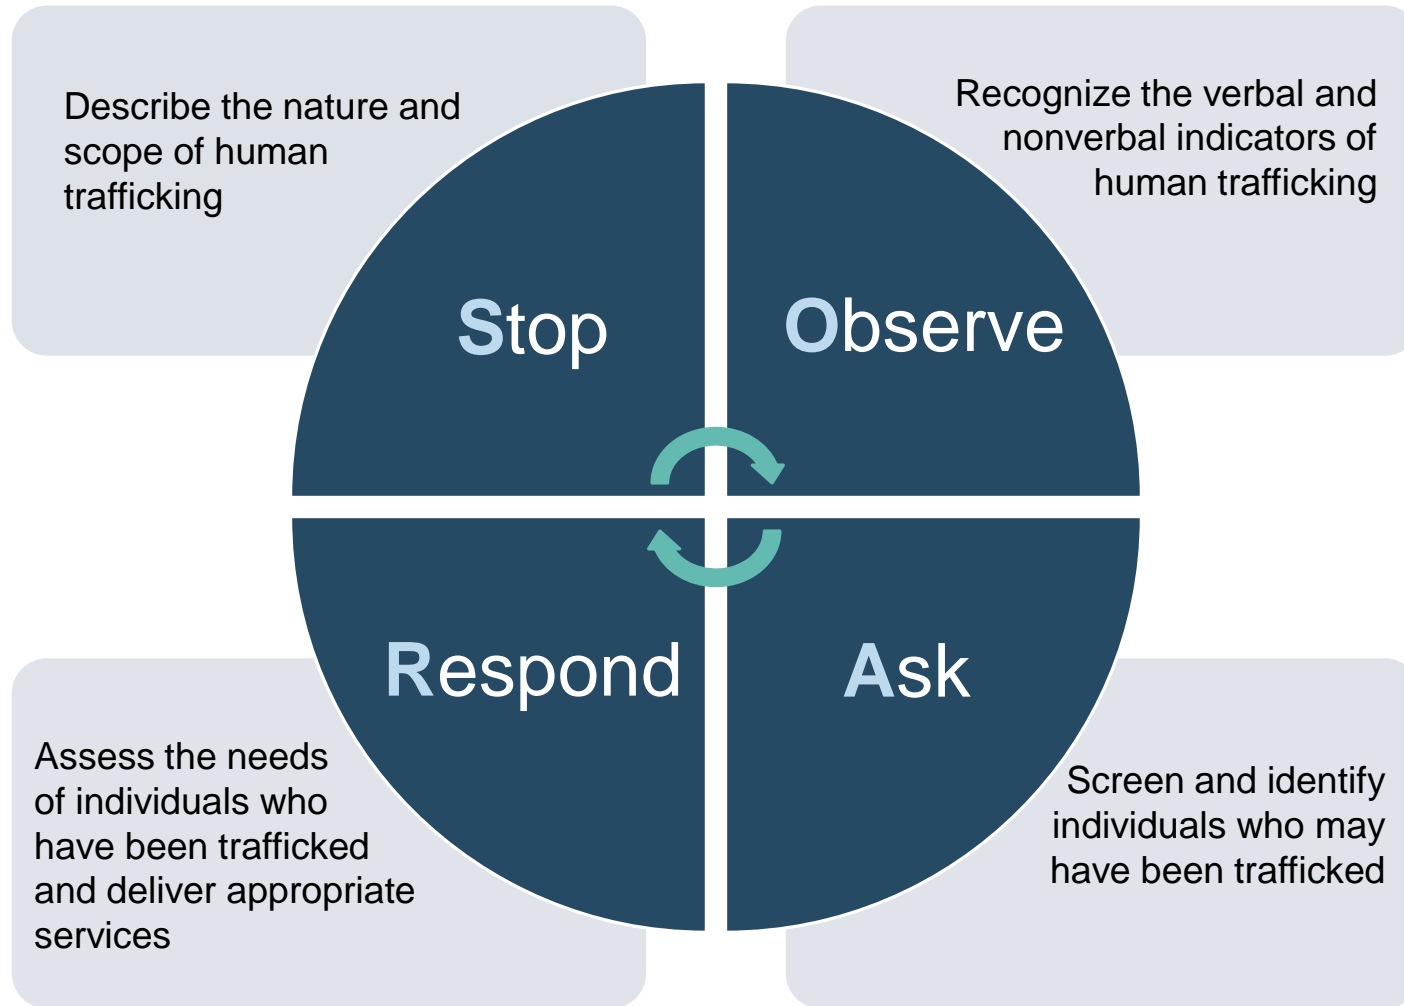 Describe the nature and
scope of human
trafficking
Stop
Recognize the verbal and
nonverbal indicators of
human trafficking
Observe
Ask
Screen and identify
individuals who may
have been trafficked
Respond
Assess the needs
of individuals who
have been trafficked
and deliver appropriate
services